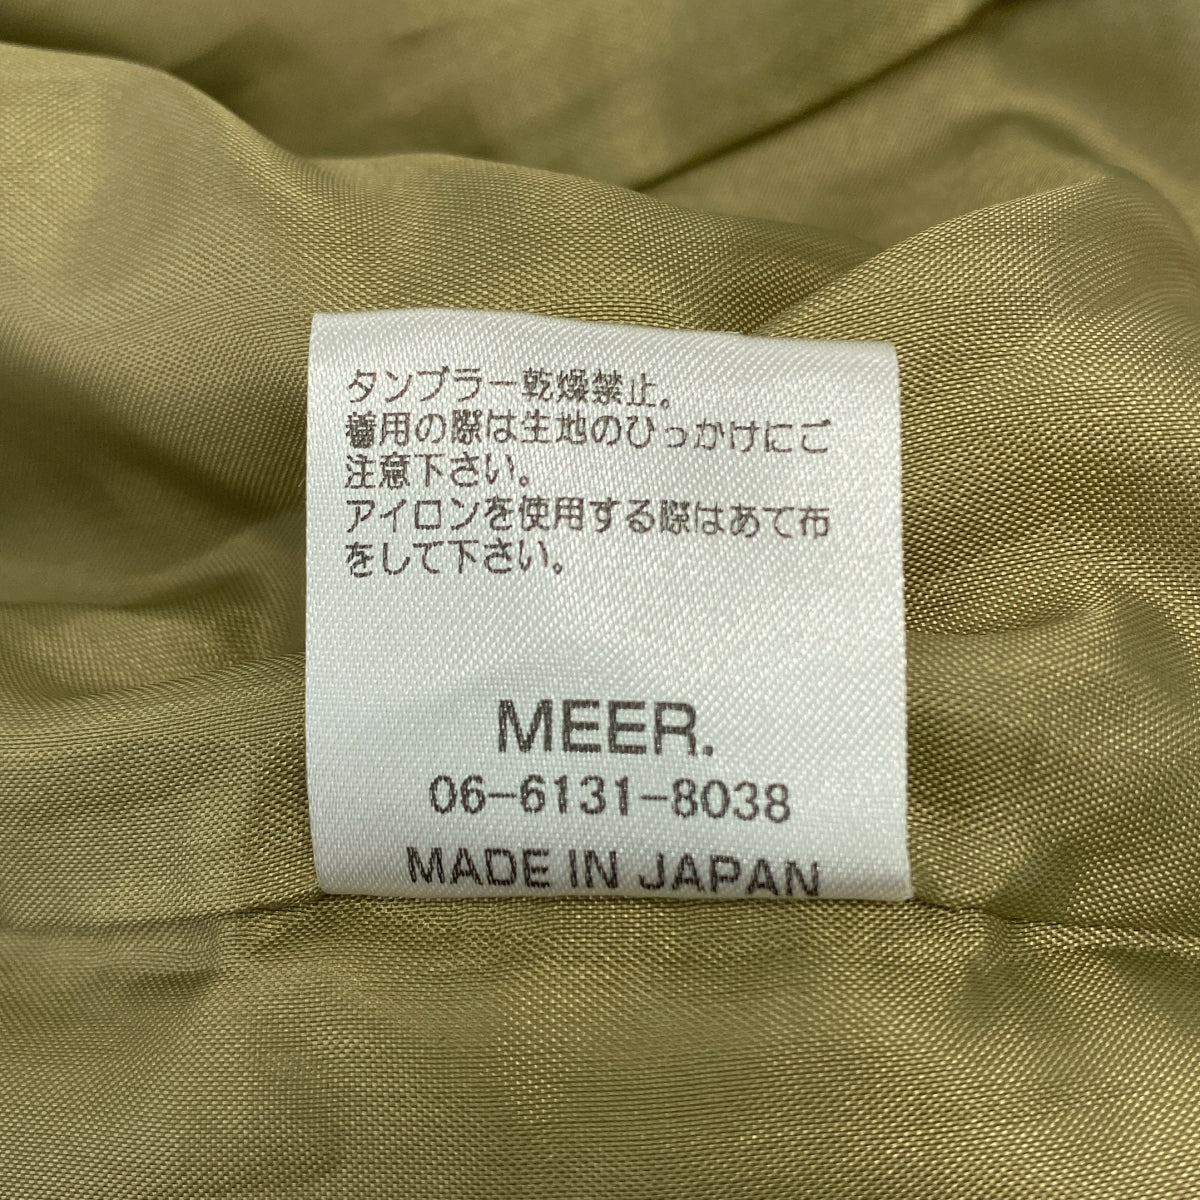 タンブラー乾燥禁止。
着用の際は生地のひっかけにご
注意下さい。
アイロンを使用する際はあて布
をして下さい。
MEER.
06-6131-8038
MADE IN JAPAN